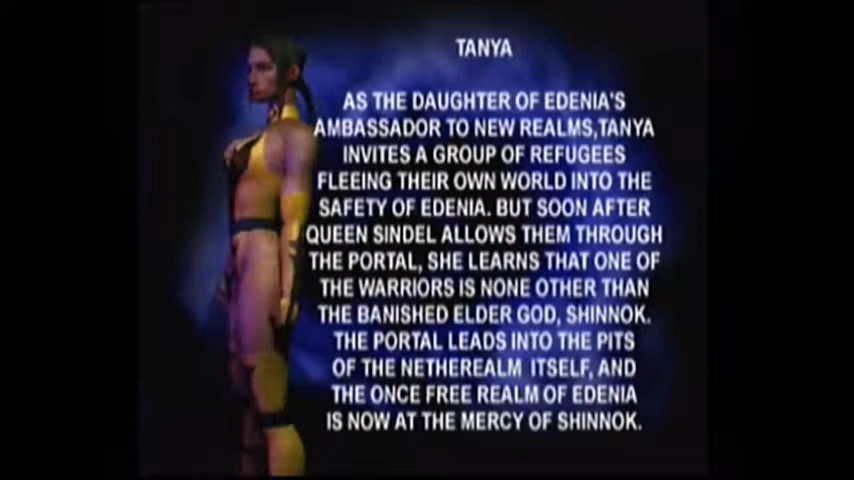 TANYA
AS THE DAUGHTER OF EDENIA'S
AMBASSADOR TO NEW REALMS,TANYA
INVITES A GROUP OF REFUGEES
FLEEING THEIR OWN WORLD INTO THE
SAFETY OF EDENIA. BUT SOON AFTER
QUEEN SINDEL ALLOWS THEM THROUGH
THE PORTAL, SHE LEARNS THAT ONE OF
THE WARRIORS IS NONE OTHER THAN
THE BANISHED ELDER GOD, SHINNOK.
THE PORTAL LEADS INTO THE PITS
OF THE NETHEREALM ITSELF, AND
THE ONCE FREE REALM OF EDENIA
IS NOW AT THE MERCY OF SHINNOK.